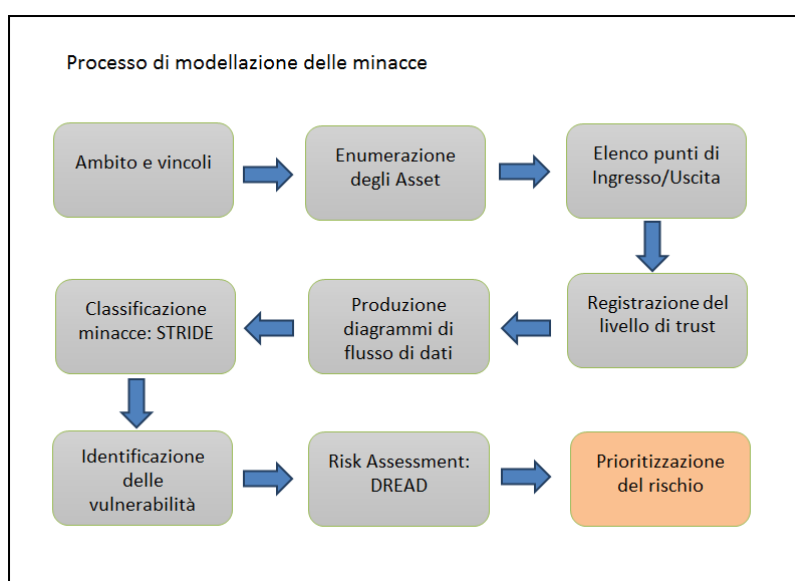 Processo di modellazione delle minacce
Ambito e vincoli
Enumerazione
degli Asset
Elenco punti di
Ingresso/Uscita
Registrazione del
livello di trust
Produzione
diagrammi di
flusso di dati
Classificazione
minacce: STRIDE
Identificazione
delle
vulnerabilità
Risk Assessment:
DREAD
Prioritizzazione
del rischio